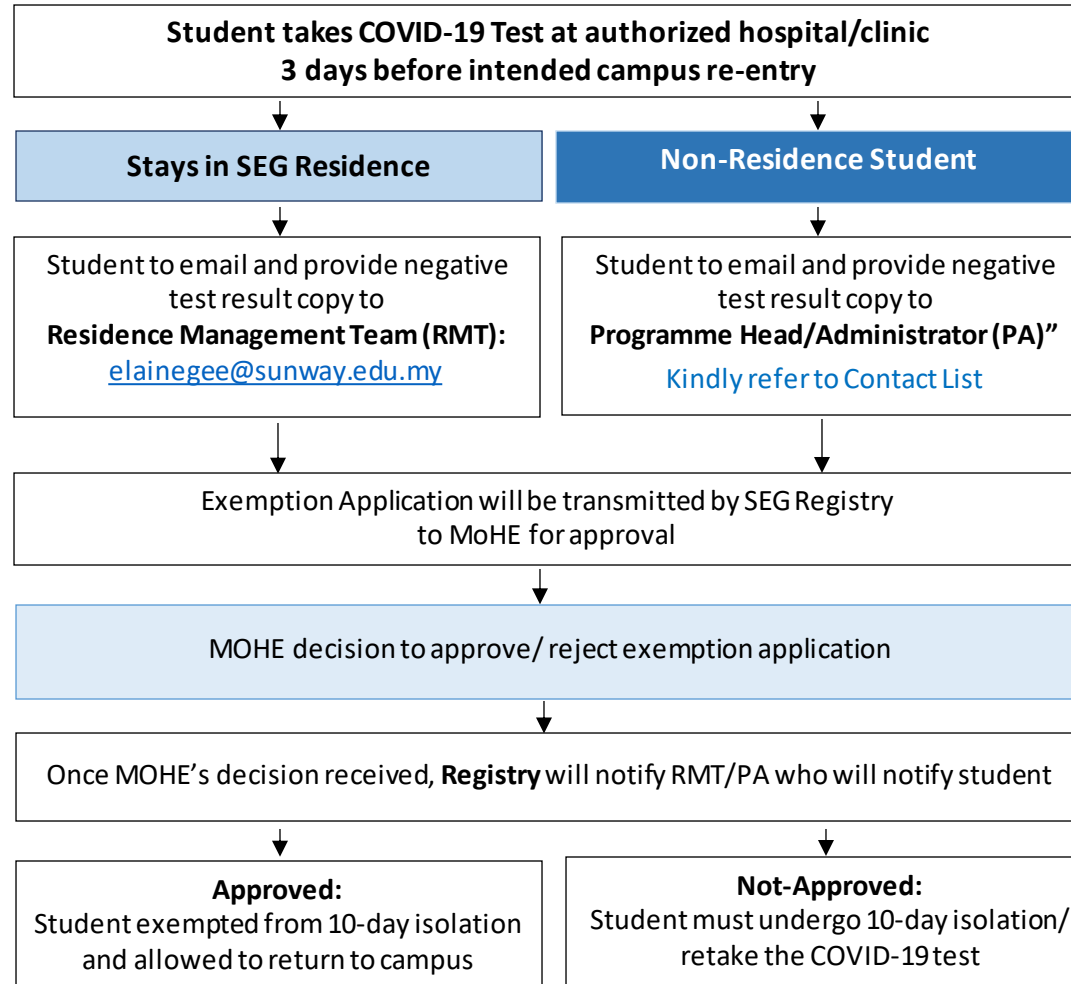 Student takes COVID-19 Test at authorized hospital/clinic
3 days before intended campus re-entry
Stays in SEG Residence
Non-Residence Student
Student to email and provide negative
test result copy to
Residence Management Team (RMT):
elainegee@sunway.edu.my
Student to email and provide negative
test result copy to
Programme Head/Administrator (PA)”
Kindly refer to Contact List
Exemption Application will be transmitted by SEG Registry
to MoHE for approval
MOHE decision to approve/ reject exemption application
Once MOHE’s decision received, Registry will notify RMT/PA who will notify student
Approved:
Student exempted from 10-day isolation
and allowed to return to campus
Not-Approved:
Student must undergo 10-day isolation/
retake the COVID-19 test